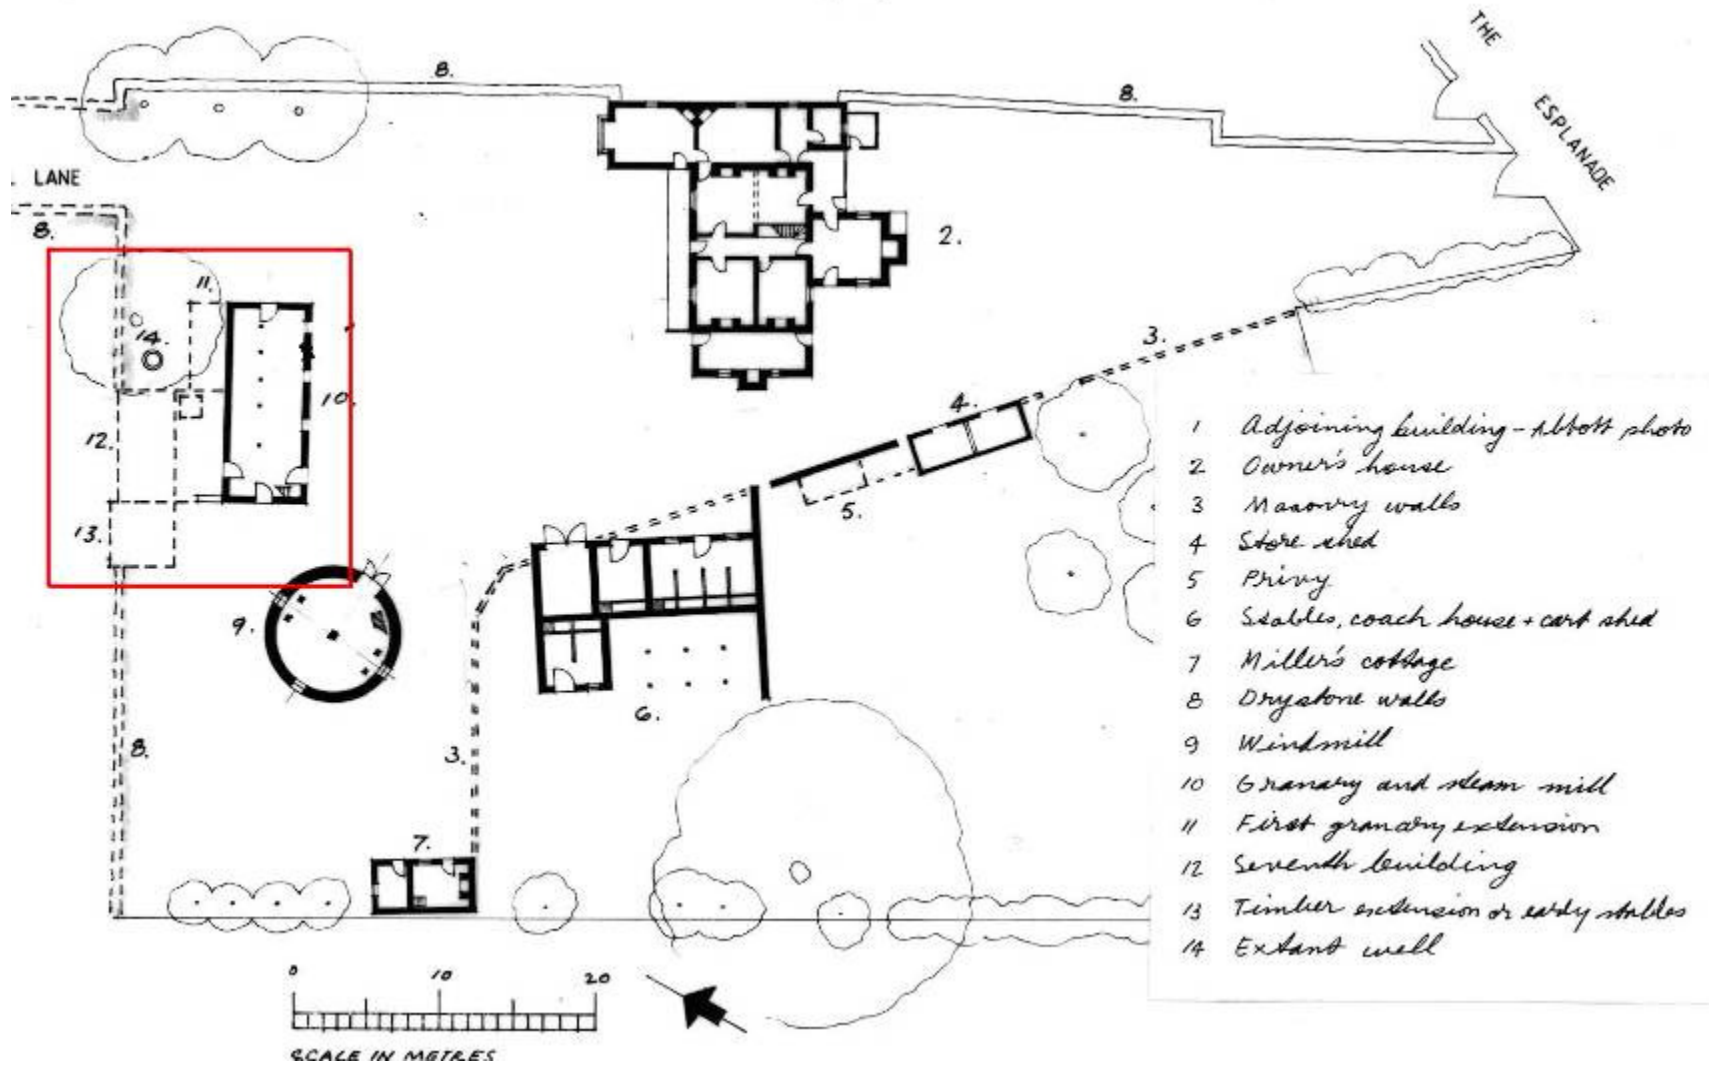 THE
ESPLANADE
8.
8.
LANE
8.
2.
11.
14.
3.
10.
4.
12.
5.
13.
9.
6.
8.
3.
7.
1 Adjoining building - Abbott photo
2 Owner's house
3 Masonry walls
4 Store shed
5 Privy
6 Stables, coach house + cart shed
7 Miller's cottage
8 Drystone walls
9 Windmill
10 Granary and steam mill
11 First granary extension
12 Seventh building
13 Timber extension or early stables
14 Extant well
0 10 20
SCALE IN METRES